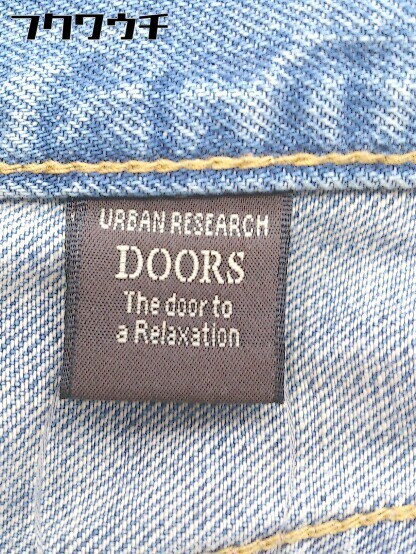 フクワウチ
URBAN RESEARCH
DOORS
The door to
a Relaxation